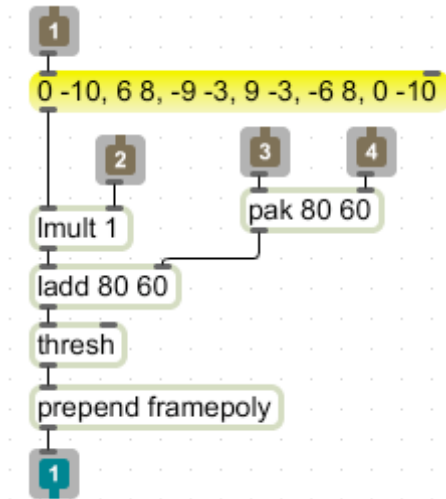 1
0 -10, 6 8, -9 -3, 9 -3, -6 8, 0 -10
2
3
4
lmult 1
pak 80 60
ladd 80 60
thresh
prepend framepoly
1